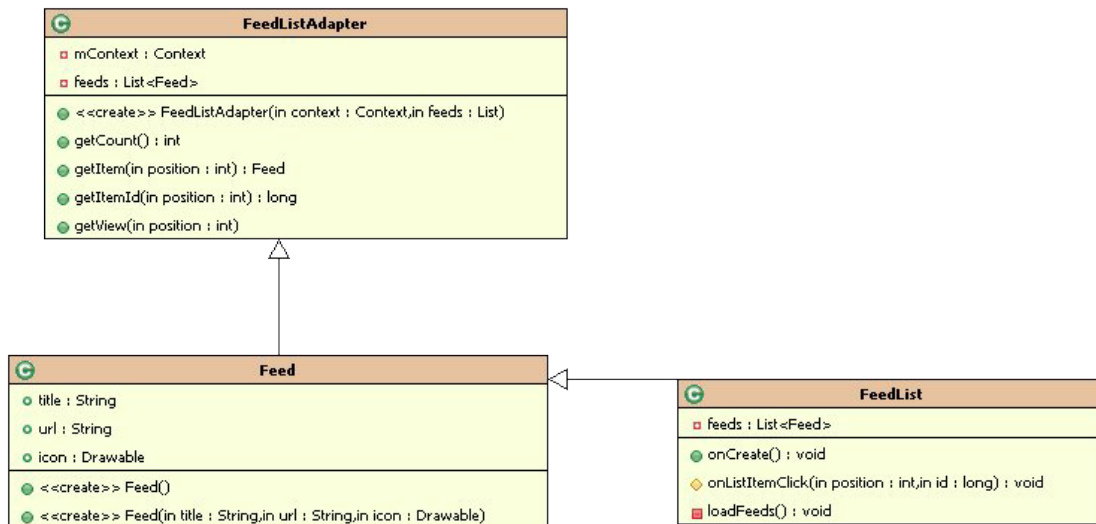 FeedListAdapter
mContext : Context
feeds : List<Feed>
<<create>> FeedListAdapter(in context : Context,in feeds : List)
getCount() : int
getItem(in position : int) : Feed
getItemId(in position : int) : long
getView(in position : int)
Feed
title : String
url : String
icon : Drawable
<<create>> Feed()
<<create>> Feed(in title : String,in url : String,in icon : Drawable)
FeedList
feeds : List<Feed>
onCreate() : void
onListItemClick(in position : int,in id : long) : void
loadFeeds() : void